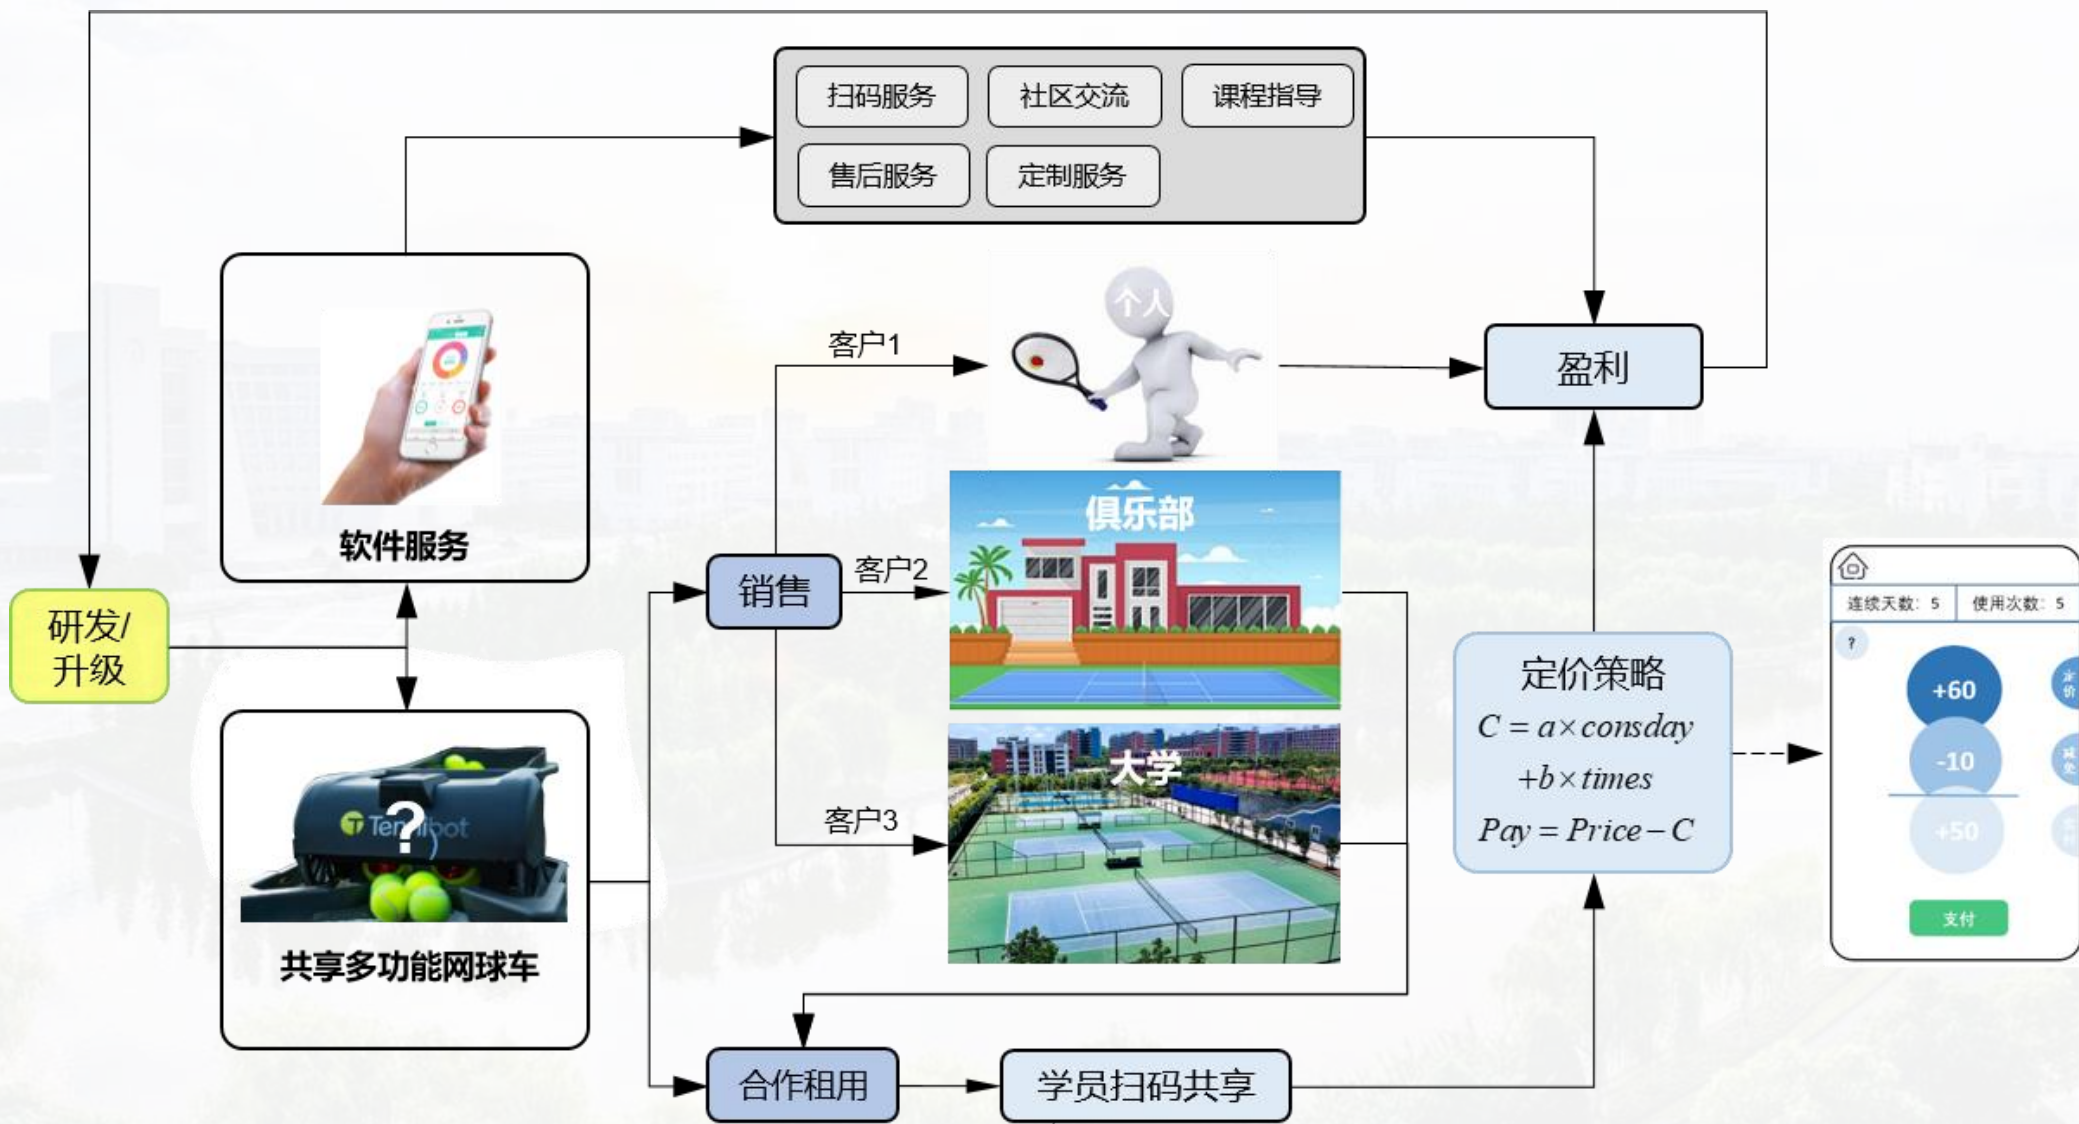 扫码服务
社区交流
课程指导
售后服务
定制服务
个人
客户1
盈利
软件服务
俱乐部
销售
客户2
研发/
升级
连续天数: 5
使用次数: 5
?
+60
定价
-10
减免
+50
支付
定价策略
C = a×consday
+b×times
Pay = Price − C
大学
客户3
?
共享多功能网球车
合作租用
学员扫码共享